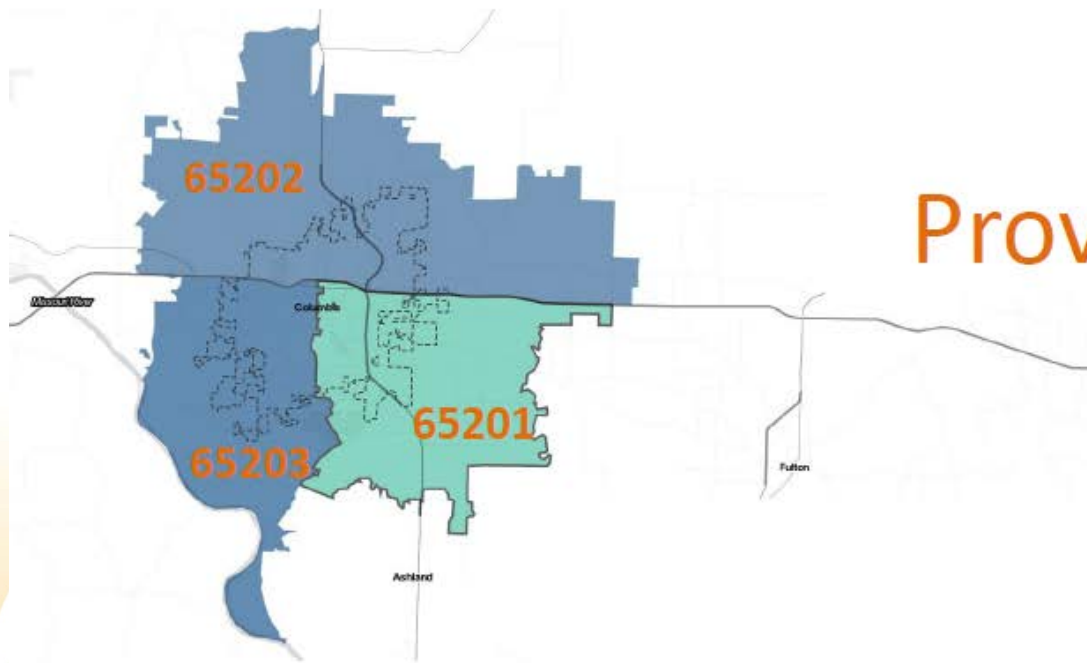 65202
Prov
Missouri River
Columbia
65201
65203
Fulton
Ashland